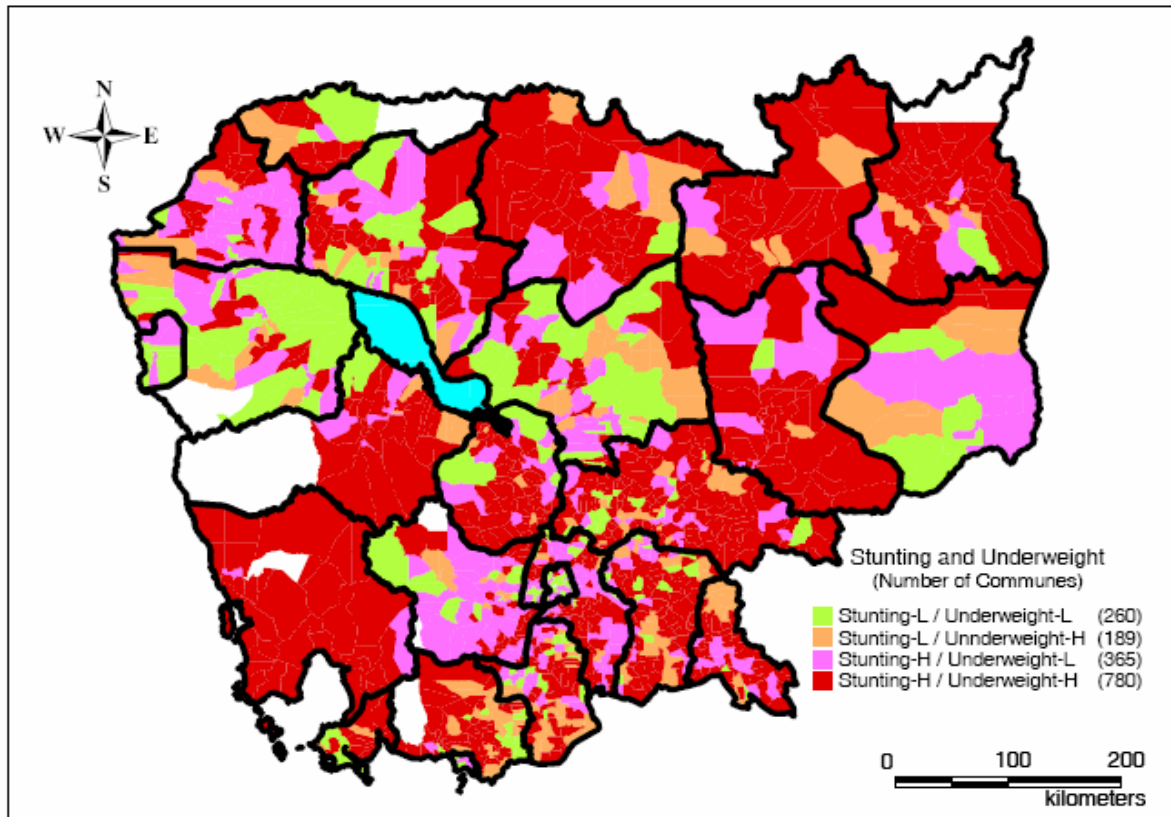 N
W E
S
Stunting and Underweight
(Number of Communes)
Stunting-L / Underweight-L (260)
Stunting-L / Unnderweight-H (189)
Stunting-H / Underweight-L (365)
Stunting-H / Underweight-H (780)
0 100 200
kilometers